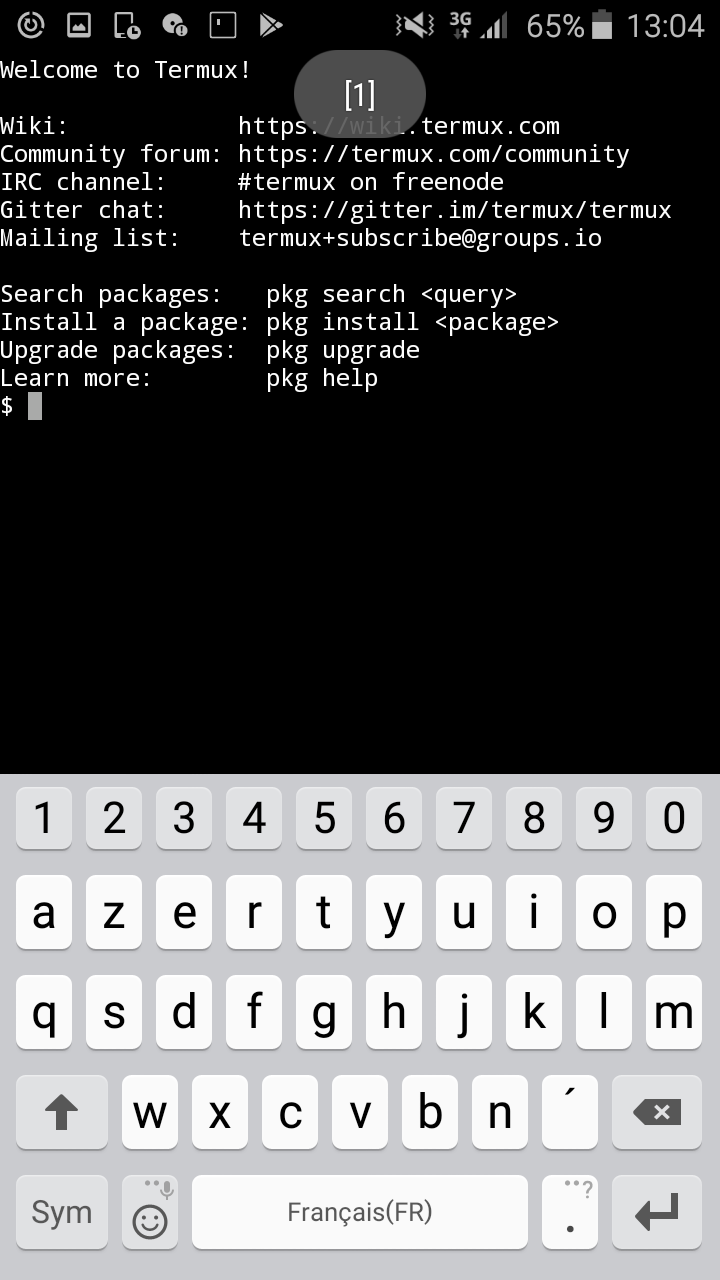 3G 65% 13:04
Welcome to Termux!
[1]
Wiki: https://wiki.termux.com
Community forum: https://termux.com/community
IRC channel: #termux on freenode
Gitter chat: https://gitter.im/termux/termux
Mailing list: termux+subscribe@groups.io
Search packages: pkg search <query>
Install a package: pkg install <package>
Upgrade packages: pkg upgrade
Learn more: pkg help
$
1 2 3 4 5 6 7 8 9 0
a z e r t y u i o p
q s d f g h j k l m
w x c v b n ´
Sym Français(FR) . ?